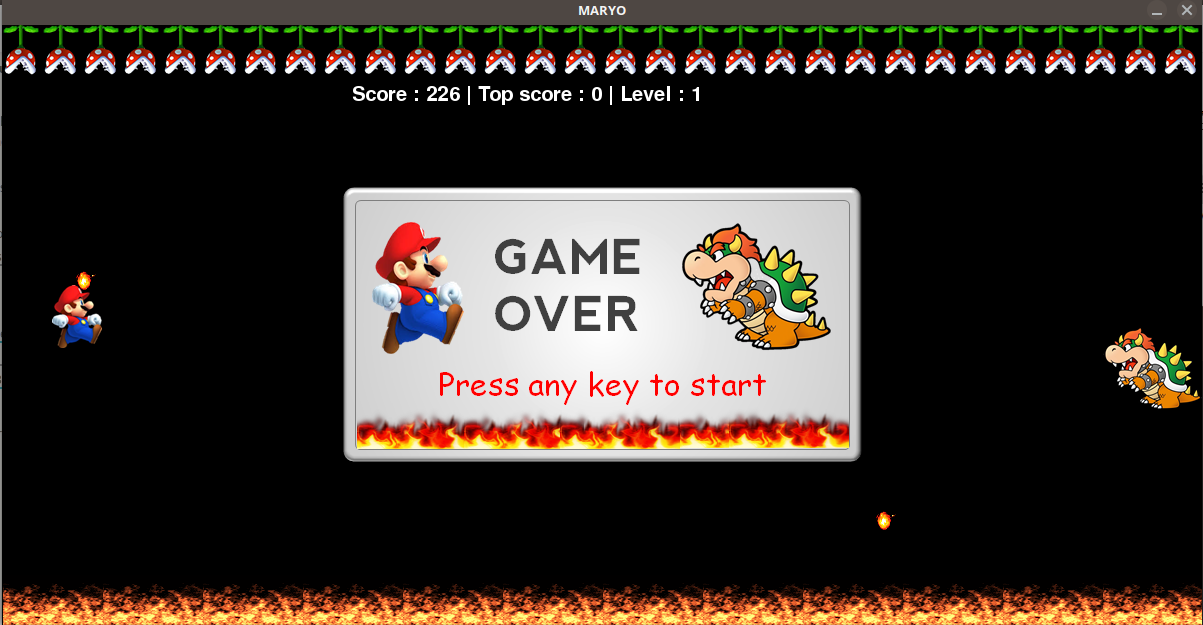 MARYO
Score : 226 | Top score : 0 | Level : 1
GAME
OVER
Press any key to start